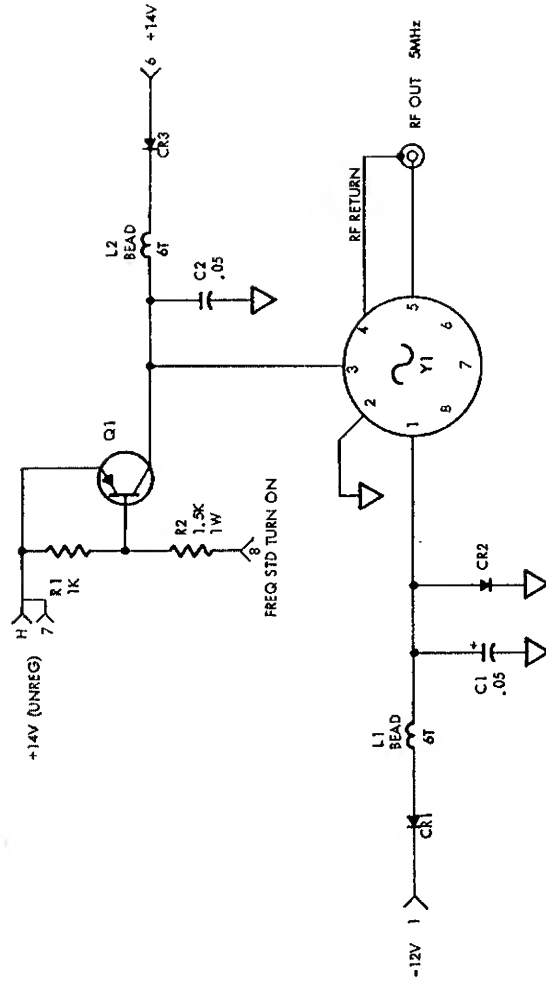 +14V (UNREG)
H
7
R1
1K
Q1
R2
1.5K
1W
8
FREQ STD TURN ON
L2
BEAD
6T
C2
.05
CR3
6 +14V
-12V 1
CR1
L1
BEAD
6T
C1
+
.05
CR2
1
2
3
4
5
6
7
8
Y1
RF RETURN
RF OUT 5MHz